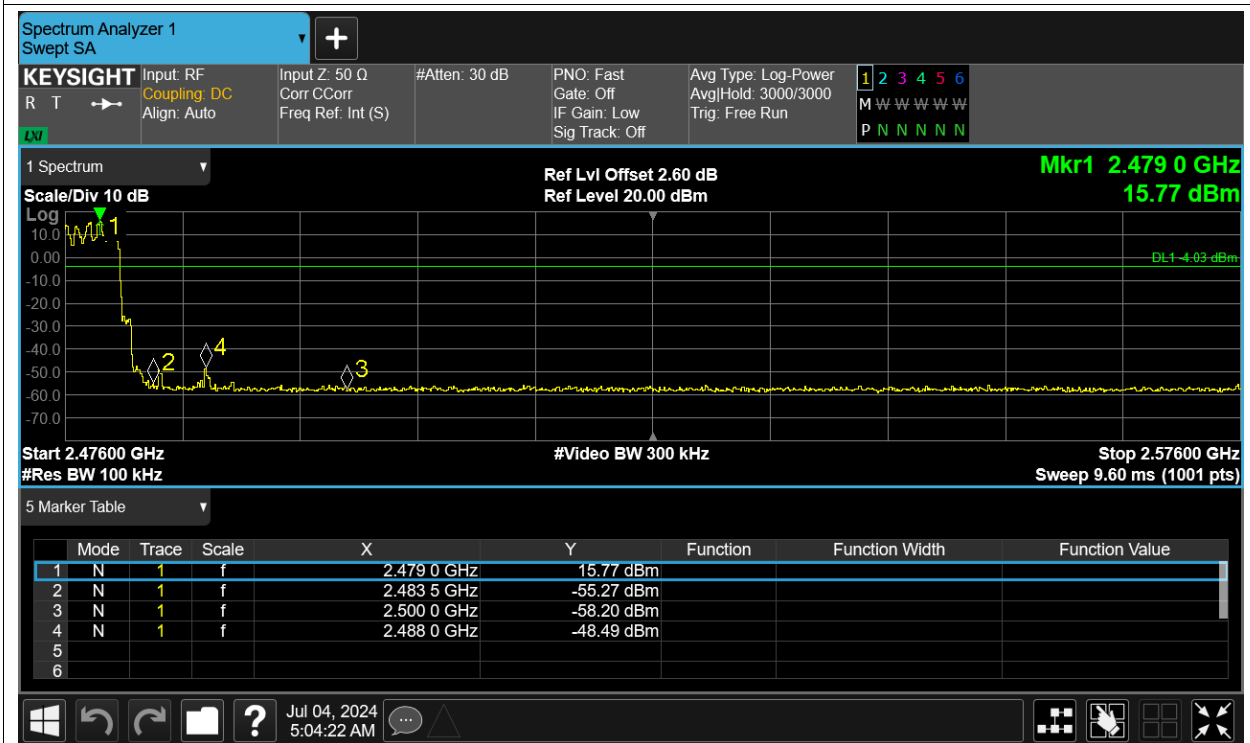 Spectrum Analyzer 1
Swept SA
KEYSIGHT
R T
LXI
Input: RF
Coupling: DC
Align: Auto
Input Z: 50 Ω
Corr CCorr
Freq Ref: Int (S)
#Atten: 30 dB
PNO: Fast
Gate: Off
IF Gain: Low
Sig Track: Off
Avg Type: Log-Power
Avg|Hold: 3000/3000
Trig: Free Run
1 2 3 4 5 6
M W W W W W
P N N N N N
1 Spectrum
Scale/Div 10 dB
Ref Lvl Offset 2.60 dB
Ref Level 20.00 dBm
Mkr1 2.479 0 GHz
15.77 dBm
Log
10.0
0.00
-10.0
-20.0
-30.0
-40.0
-50.0
-60.0
-70.0
1
2
4
3
DL1 -4.03 dBm
Start 2.47600 GHz
#Res BW 100 kHz
#Video BW 300 kHz
Stop 2.57600 GHz
Sweep 9.60 ms (1001 pts)
5 Marker Table
Mode Trace Scale X Y Function Function Width Function Value
1 N 1 f 2.479 0 GHz 15.77 dBm
2 N 1 f 2.483 5 GHz -55.27 dBm
3 N 1 f 2.500 0 GHz -58.20 dBm
4 N 1 f 2.488 0 GHz -48.49 dBm
5
6
?
Jul 04, 2024
5:04:22 AM